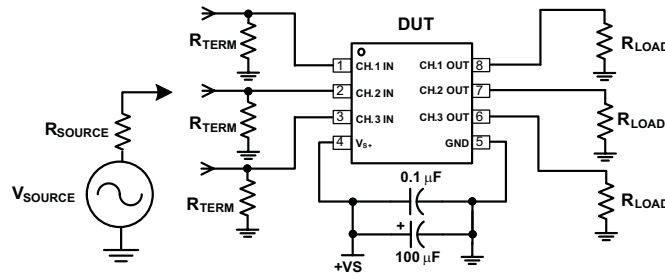 DUT
RTERM
RLOAD
1 CH.1 IN CH.1 OUT 8
2 CH.2 IN CH.2 OUT 7
3 CH.3 IN CH.3 OUT 6
4 VS+ GND 5
RTERM
RLOAD
RSOURCE
VSOURCE
RTERM
0.1 μF
+
100 μF
+VS
RLOAD